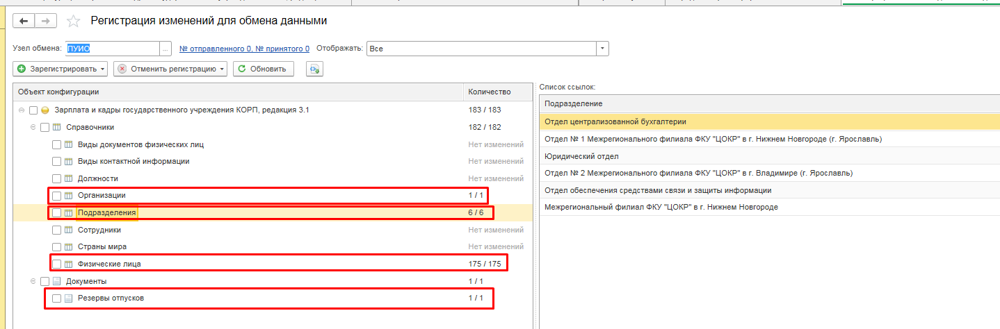 Регистрация изменений для обмена данными
Узел обмена: ПУИО ... № отправленного 0, № принятого 0 Отображать: Все
Зарегистрировать Отменить регистрацию Обновить
Объект конфигурации Количество
Зарплата и кадры государственного учреждения КОРП, редакция 3.1 183 / 183
Справочники 182 / 182
Виды документов физических лиц Нет изменений
Виды контактной информации Нет изменений
Должности Нет изменений
Организации 1 / 1
Подразделения 6 / 6
Сотрудники Нет изменений
Страны мира Нет изменений
Физические лица 175 / 175
Документы 1 / 1
Резервы отпусков 1 / 1
Список ссылок:
Подразделение
Отдел централизованной бухгалтерии
Отдел № 1 Межрегионального филиала ФКУ "ЦОКР" в г. Нижнем Новгороде (г. Ярославль)
Юридический отдел
Отдел № 2 Межрегионального филиала ФКУ "ЦОКР" в г. Владимире (г. Ярославль)
Отдел обеспечения средствами связи и защиты информации
Межрегиональный филиал ФКУ "ЦОКР" в г. Нижнем Новгороде